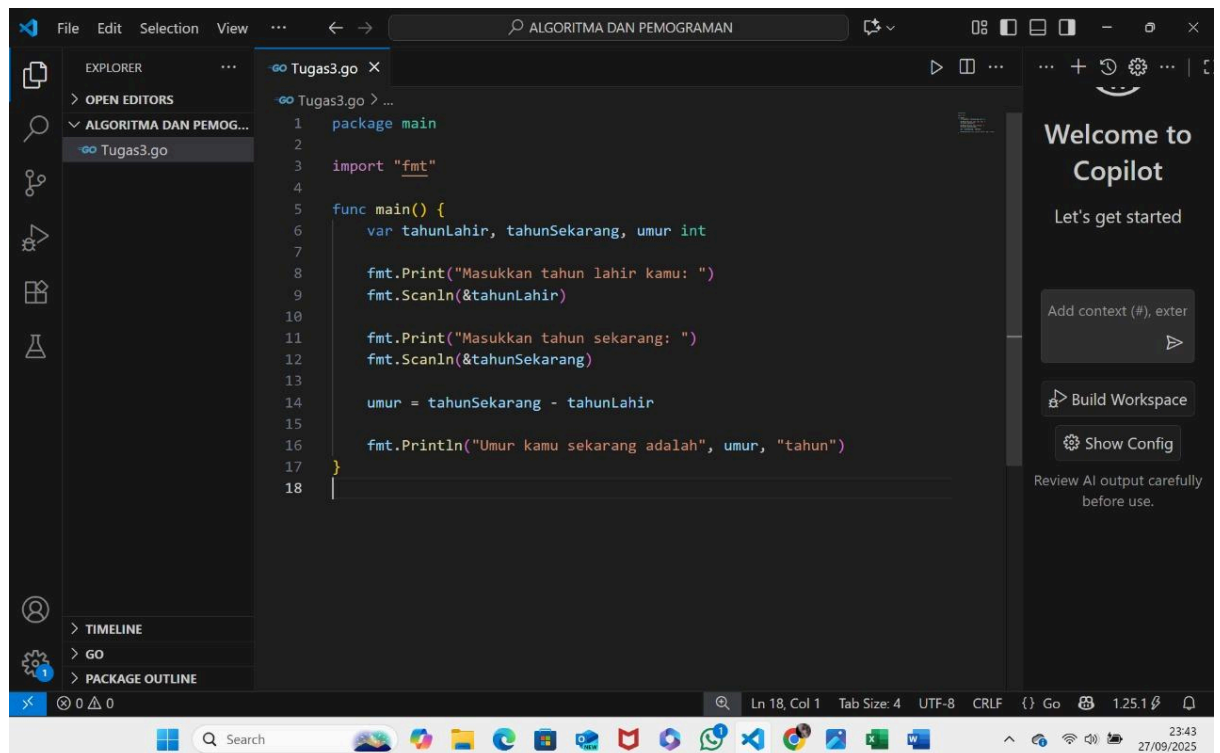 File Edit Selection View ···
ALGORITMA DAN PEMOGRAMAN
EXPLORER ···
OPEN EDITORS
ALGORITMA DAN PEMOG...
GO Tugas3.go
TIMELINE
GO
PACKAGE OUTLINE
GO Tugas3.go
GO Tugas3.go > ...
1 package main
2
3 import "fmt"
4
5 func main() {
6 var tahunLahir, tahunSekarang, umur int
7
8 fmt.Print("Masukkan tahun lahir kamu: ")
9 fmt.Scanln(&tahunLahir)
10
11 fmt.Print("Masukkan tahun sekarang: ")
12 fmt.Scanln(&tahunSekarang)
13
14 umur = tahunSekarang - tahunLahir
15
16 fmt.Println("Umur kamu sekarang adalah", umur, "tahun")
17 }
18
Welcome to
Copilot
Let's get started
Add context (#), exter
Build Workspace
Show Config
Review AI output carefully
before use.
1
0 0 Ln 18, Col 1 Tab Size: 4 UTF-8 CRLF {} Go 1.25.1
Search
23:43
27/09/2025